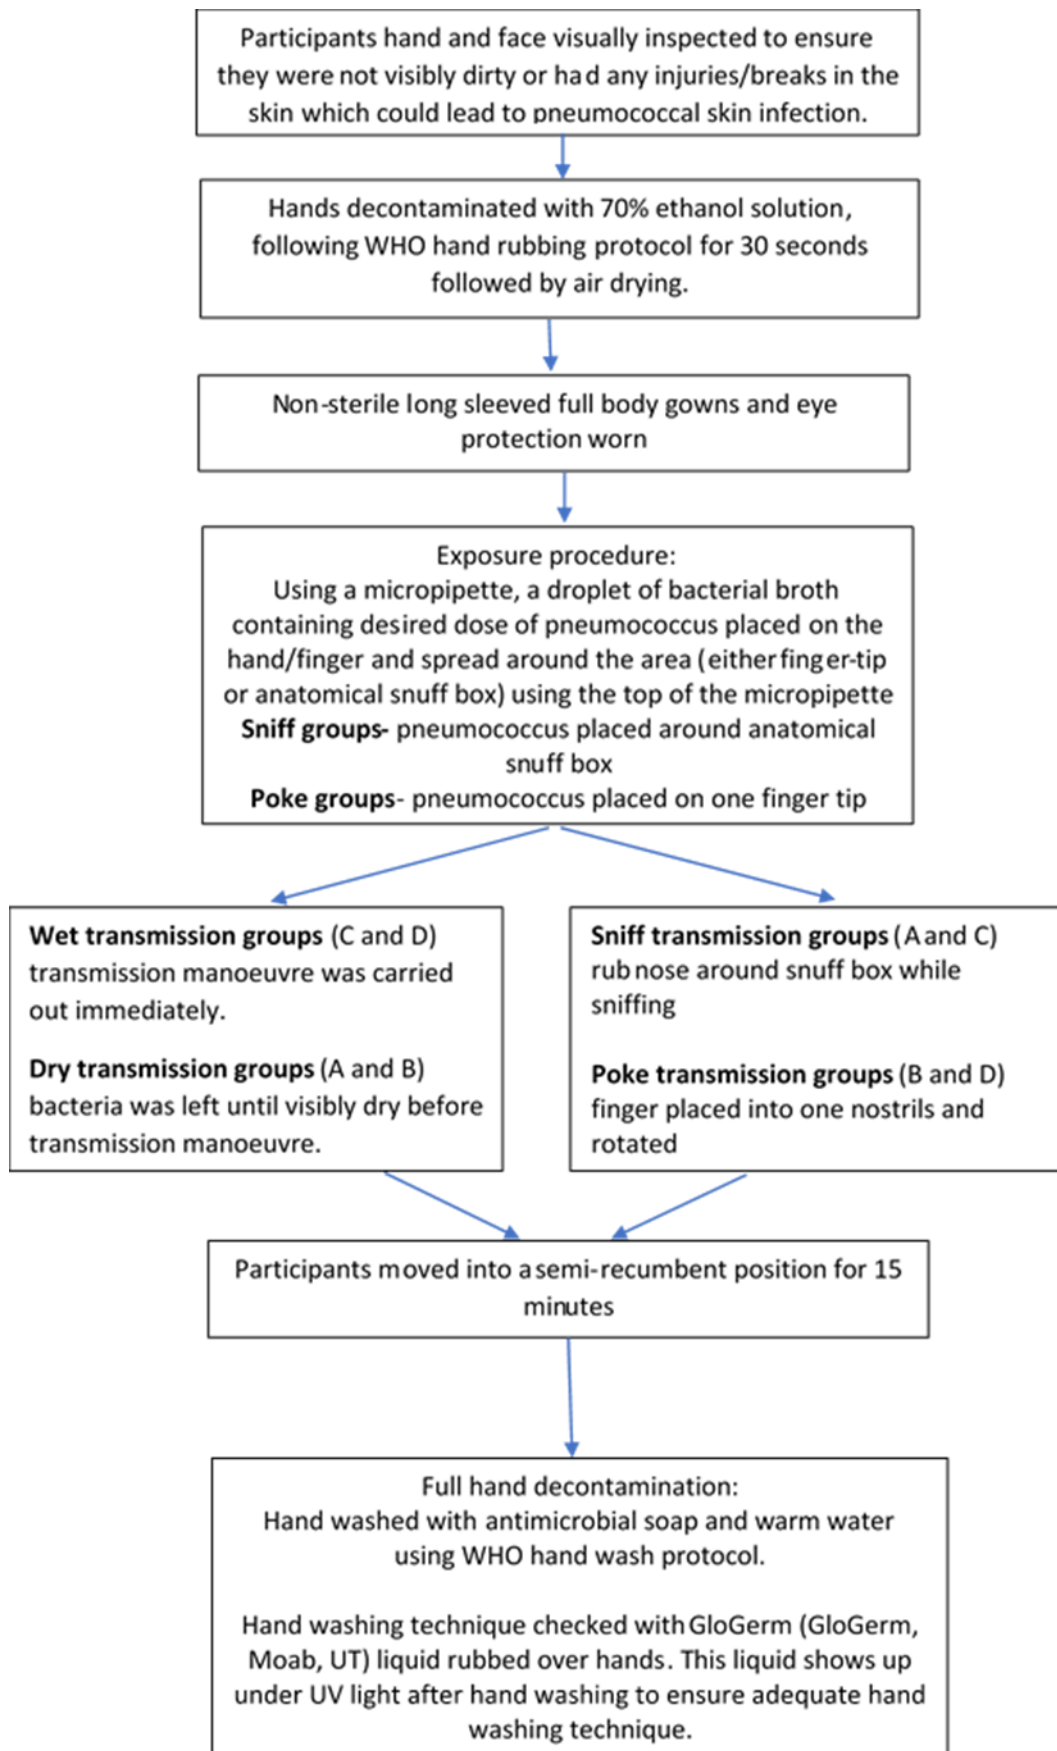 Participants hand and face visually inspected to ensure
they were not visibly dirty or had any injuries/breaks in the
skin which could lead to pneumococcal skin infection.
Hands decontaminated with 70% ethanol solution,
following WHO hand rubbing protocol for 30 seconds
followed by air drying.
Non-sterile long sleeved full body gowns and eye
protection worn
Exposure procedure:
Using a micropipette, a droplet of bacterial broth
containing desired dose of pneumococcus placed on the
hand/finger and spread around the area (either finger-tip
or anatomical snuff box) using the top of the micropipette
Sniff groups- pneumococcus placed around anatomical
snuff box
Poke groups- pneumococcus placed on one finger tip
Wet transmission groups (C and D)
transmission manoeuvre was carried
out immediately.
Dry transmission groups (A and B)
bacteria was left until visibly dry before
transmission manoeuvre.
Sniff transmission groups (A and C)
rub nose around snuff box while
sniffing
Poke transmission groups (B and D)
finger placed into one nostrils and
rotated
Participants moved into a semi-recumbent position for 15
minutes
Full hand decontamination:
Hand washed with antimicrobial soap and warm water
using WHO hand wash protocol.
Hand washing technique checked with GloGerm (GloGerm,
Moab, UT) liquid rubbed over hands. This liquid shows up
under UV light after hand washing to ensure adequate hand
washing technique.